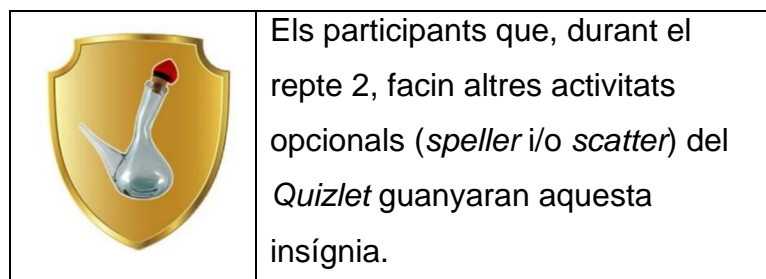 Els participants que, durant el
repte 2, facin altres activitats
opcionals (speller i/o scatter) del
Quizlet guanyaran aquesta
insígnia.